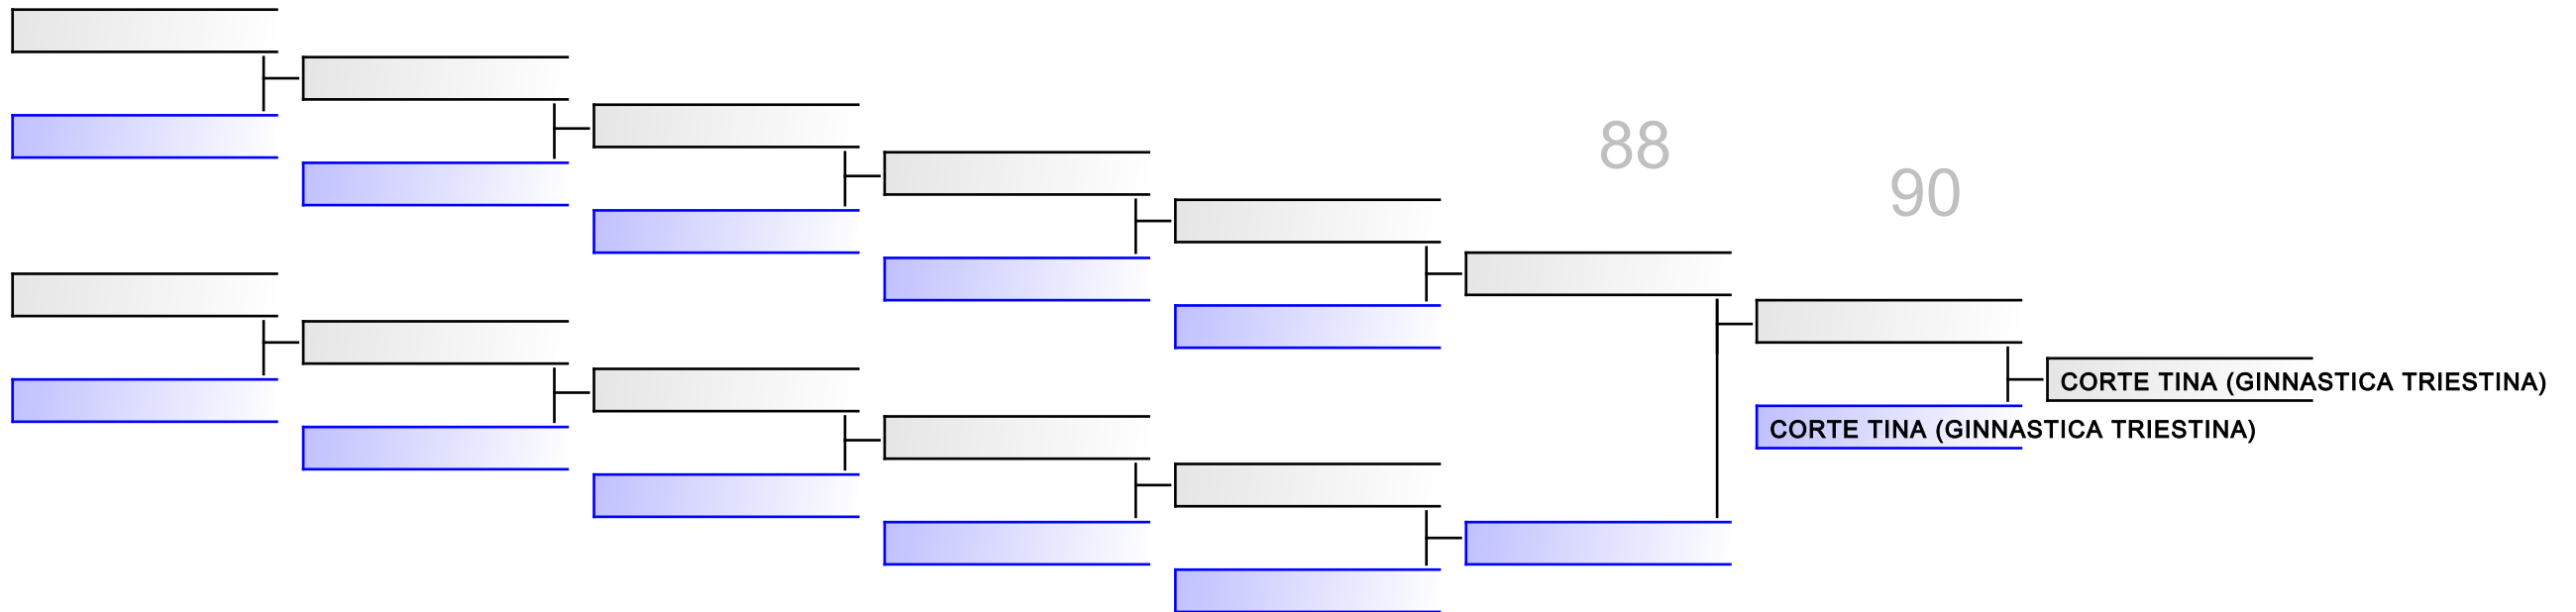 88
90
CORTE TINA (GINNASTICA TRIESTINA)
CORTE TINA (GINNASTICA TRIESTINA)